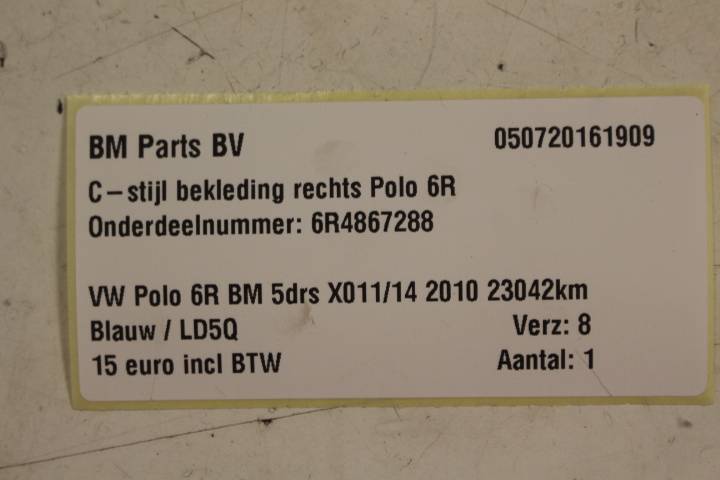 BM Parts BV 050720161909
C-stijl bekleding rechts Polo 6R
Onderdeelnummer: 6R4867288
VW Polo 6R BM 5drs X011/14 2010 23042km
Blauw / LD5Q Verz: 8
15 euro incl BTW Aantal: 1